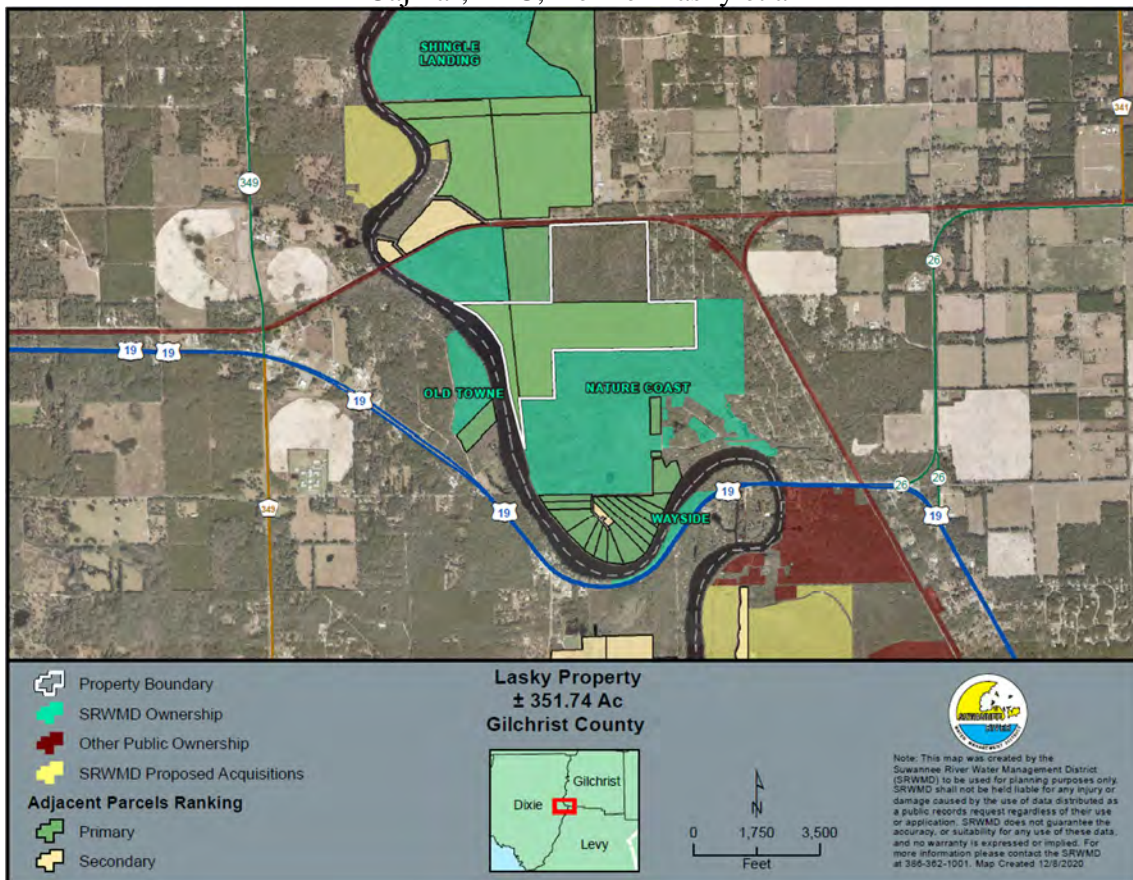 SHINGLE
LANDING
341
349
26
19 19
NATURE COAST
OLD TOWNE
19
26
26
19
349
19
WAYSIDE
19
Property Boundary
SRWMD Ownership
Other Public Ownership
SRWMD Proposed Acquisitions
Adjacent Parcels Ranking
Primary
Secondary
Lasky Property
± 351.74 Ac
Gilchrist County
Gilchrist
Dixie
Levy
N
0 1,750 3,500
Feet
SUWANNEE
RIVER
WATER MANAGEMENT DISTRICT
Note: This map was created by the
Suwannee River Water Management District
(SRWMD) to be used for planning purposes only.
SRWMD shall not be held liable for any injury or
damage caused by the use of data distributed as
a public records request regardless of their use
or application. SRWMD does not guarantee the
accuracy, or suitability for any use of these data,
and no warranty is expressed or implied. For
more information please contact the SRWMD
at 386-362-1001. Map Created 12/8/2020